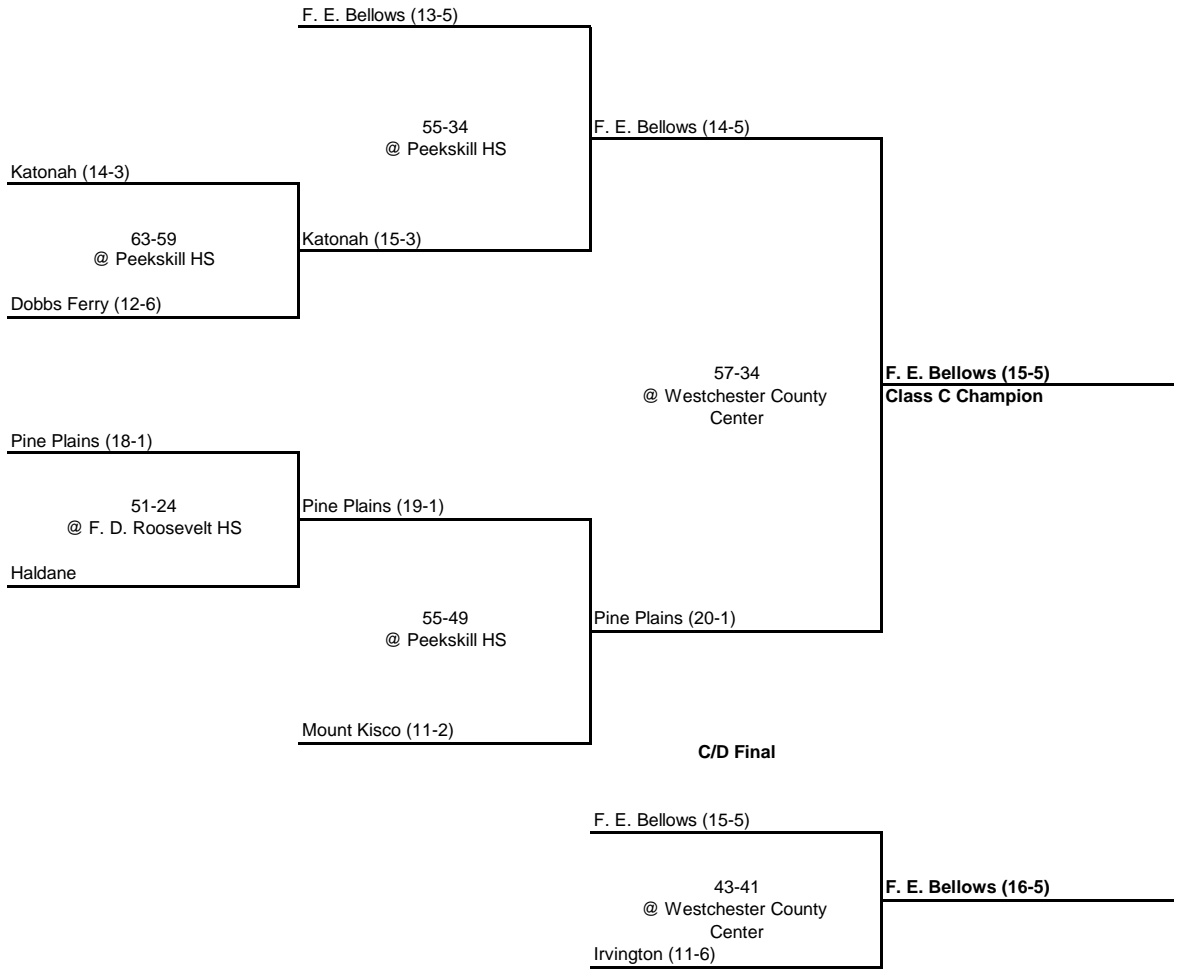 F. E. Bellows (13-5)
55-34
@ Peekskill HS
F. E. Bellows (14-5)
Katonah (14-3)
63-59
@ Peekskill HS
Katonah (15-3)
Dobbs Ferry (12-6)
57-34
@ Westchester County
Center
F. E. Bellows (15-5)
Class C Champion
Pine Plains (18-1)
51-24
@ F. D. Roosevelt HS
Pine Plains (19-1)
Haldane
55-49
@ Peekskill HS
Pine Plains (20-1)
Mount Kisco (11-2)
C/D Final
F. E. Bellows (15-5)
43-41
@ Westchester County
Center
F. E. Bellows (16-5)
Irvington (11-6)